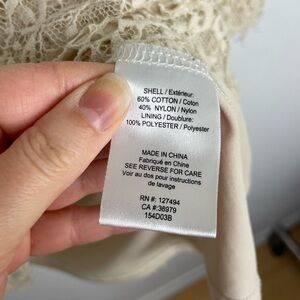 SHELL / Extérieur:
60% COTTON / Coton
40% NYLON / Nylon
LINING / Doublure:
100% POLYESTER / Polyester
MADE IN CHINA
Fabriqué en Chine
SEE REVERSE FOR CARE
Voir au dos pour instructions
de lavage
RN #: 127494
CA #: 36979
154D03B